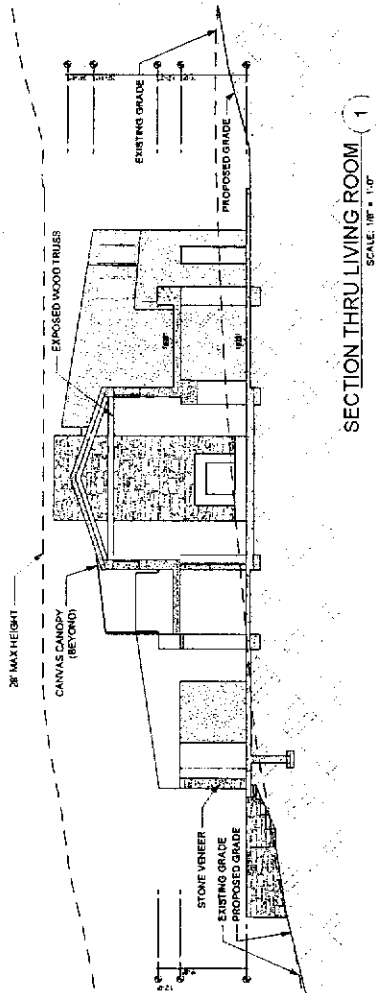 28' MAX HEIGHT
CANVAS CANOPY
(BEYOND)
EXPOSED WOOD TRUSS
EXISTING GRADE
PROPOSED GRADE
STONE VENEER
EXISTING GRADE
PROPOSED GRADE
SECTION THRU LIVING ROOM 1
SCALE: 1/8" = 1'-0"